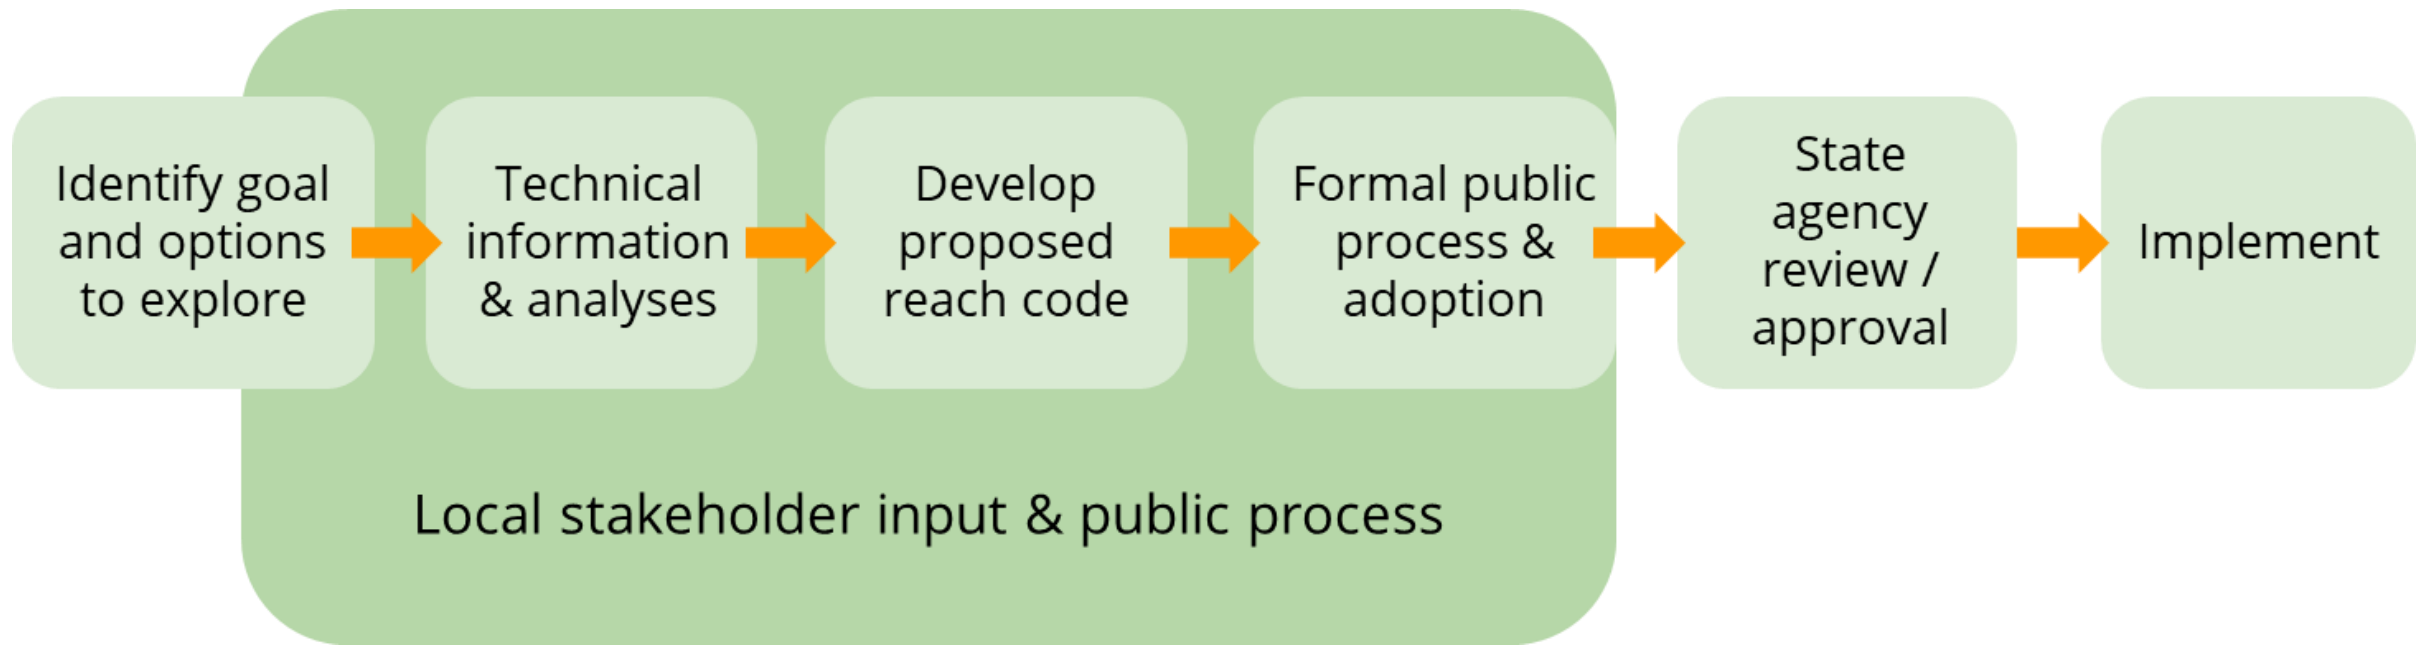 Identify goal
and options
to explore
Technical
information
& analyses
Develop
proposed
reach code
Formal public
process &
adoption
State
agency
review /
approval
Implement
Local stakeholder input & public process